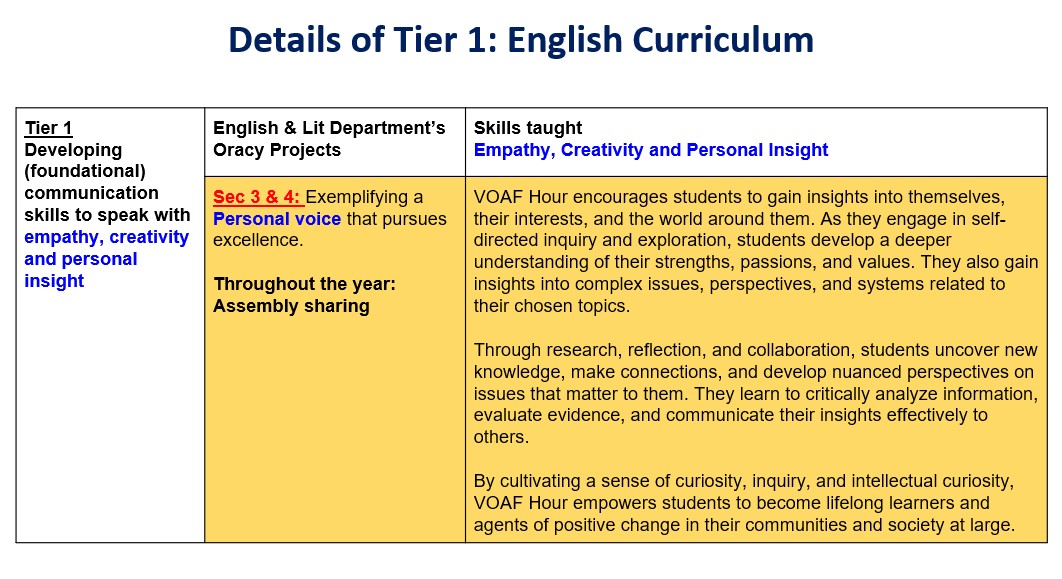 Details of Tier 1: English Curriculum
Tier 1
Developing
(foundational)
communication
skills to speak with
empathy, creativity
and personal
insight
English & Lit Department’s
Oracy Projects
Skills taught
Empathy, Creativity and Personal Insight
Sec 3 & 4: Exemplifying a
Personal voice that pursues
excellence.
Throughout the year:
Assembly sharing
VOAF Hour encourages students to gain insights into themselves,
their interests, and the world around them. As they engage in self-
directed inquiry and exploration, students develop a deeper
understanding of their strengths, passions, and values. They also gain
insights into complex issues, perspectives, and systems related to
their chosen topics.
Through research, reflection, and collaboration, students uncover new
knowledge, make connections, and develop nuanced perspectives on
issues that matter to them. They learn to critically analyze information,
evaluate evidence, and communicate their insights effectively to
others.
By cultivating a sense of curiosity, inquiry, and intellectual curiosity,
VOAF Hour empowers students to become lifelong learners and
agents of positive change in their communities and society at large.